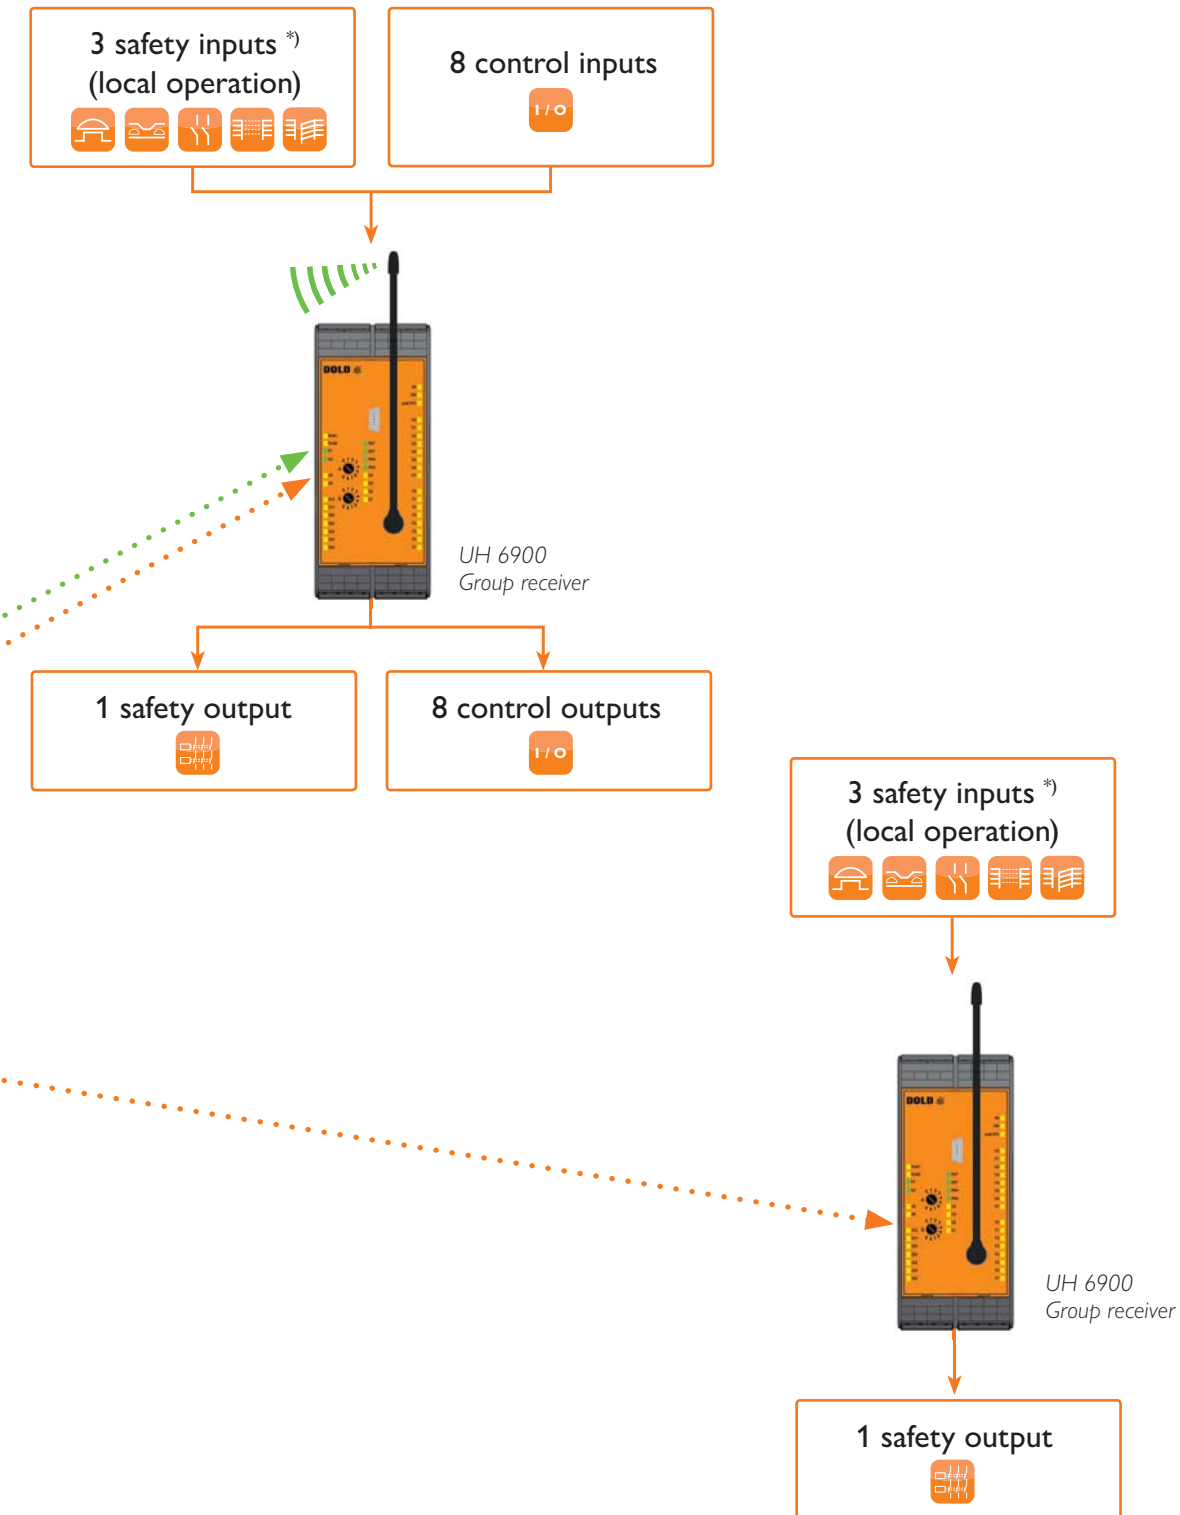 3 safety inputs *)
(local operation)
8 control inputs
I / O
DOLD
UH 6900
Group receiver
1 safety output
8 control outputs
I / O
3 safety inputs *)
(local operation)
DOLD
UH 6900
Group receiver
1 safety output